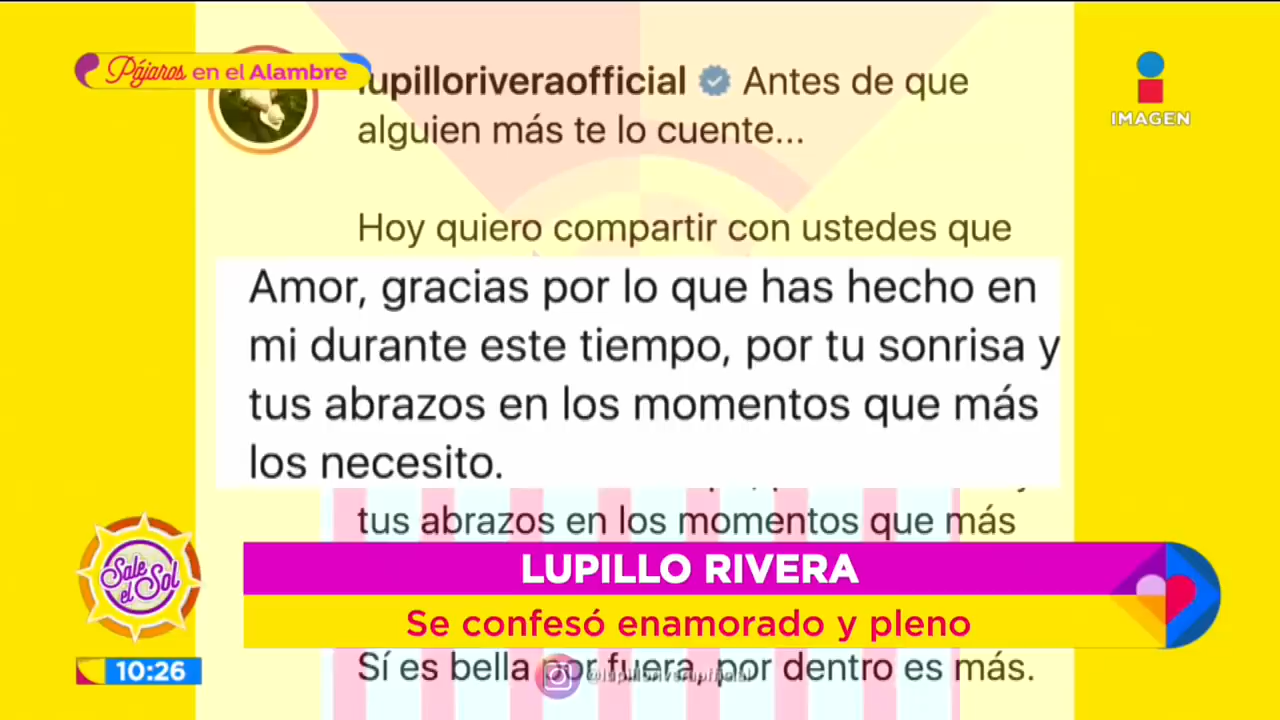 Pájaros en el Alambre
lupilloriveraofficial Antes de que
alguien más te lo cuente...
IMAGEN
Hoy quiero compartir con ustedes que
Amor, gracias por lo que has hecho en
mi durante este tiempo, por tu sonrisa y
tus abrazos en los momentos que más
los necesito.
tus abrazos en los momentos que más
LUPILLO RIVERA
Sale el Sol
Se confesó enamorado y pleno
10:26
Sí es bella por fuera, por dentro es más.
@lupilloriveraofficial